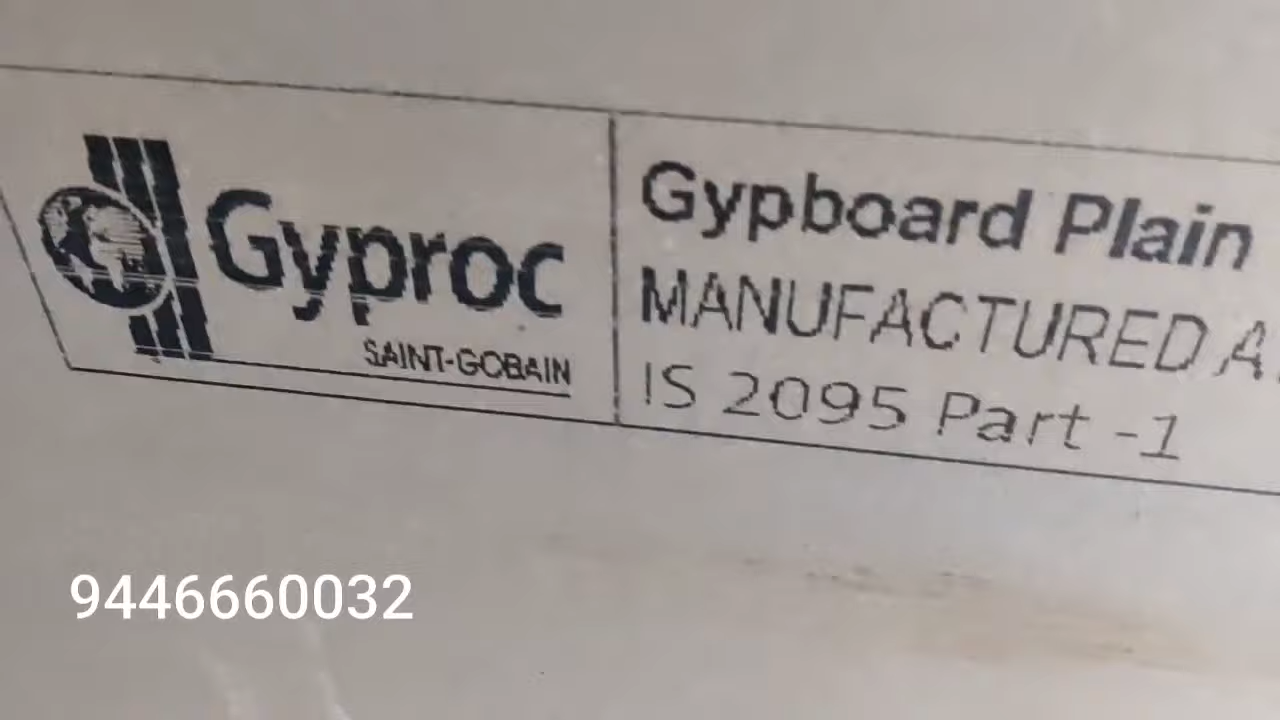 Gyproc
SAINT-GOBAIN
Gypboard Plain
MANUFACTURED
IS 2095 Part -1
9446660032